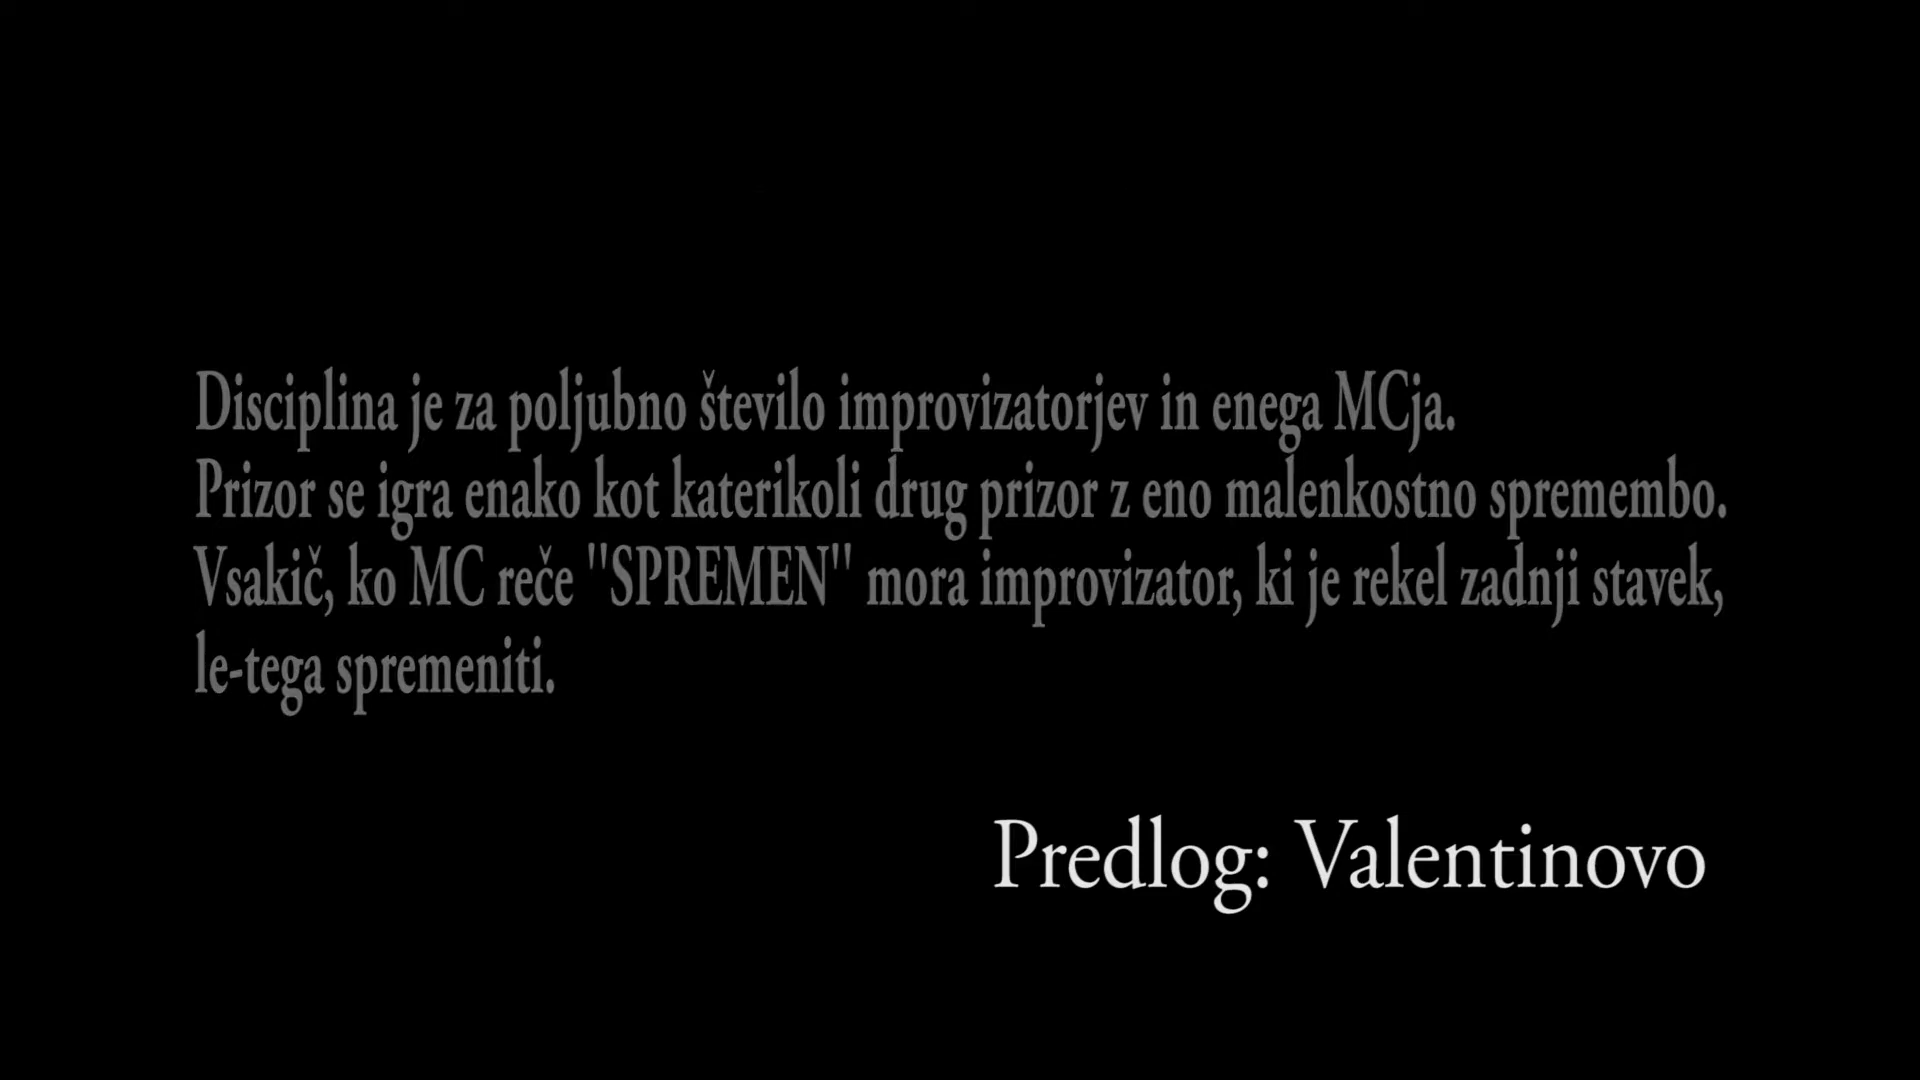 Disciplina je za poljubno število improvizatorjev in enega MCja.
Prizor se igra enako kot katerikoli drug prizor z eno malenkostno spremembo.
Vsakič, ko MC reče "SPREMEN" mora improvizator, ki je rekel zadnji stavek,
le-tega spremeniti.
Predlog: Valentinovo